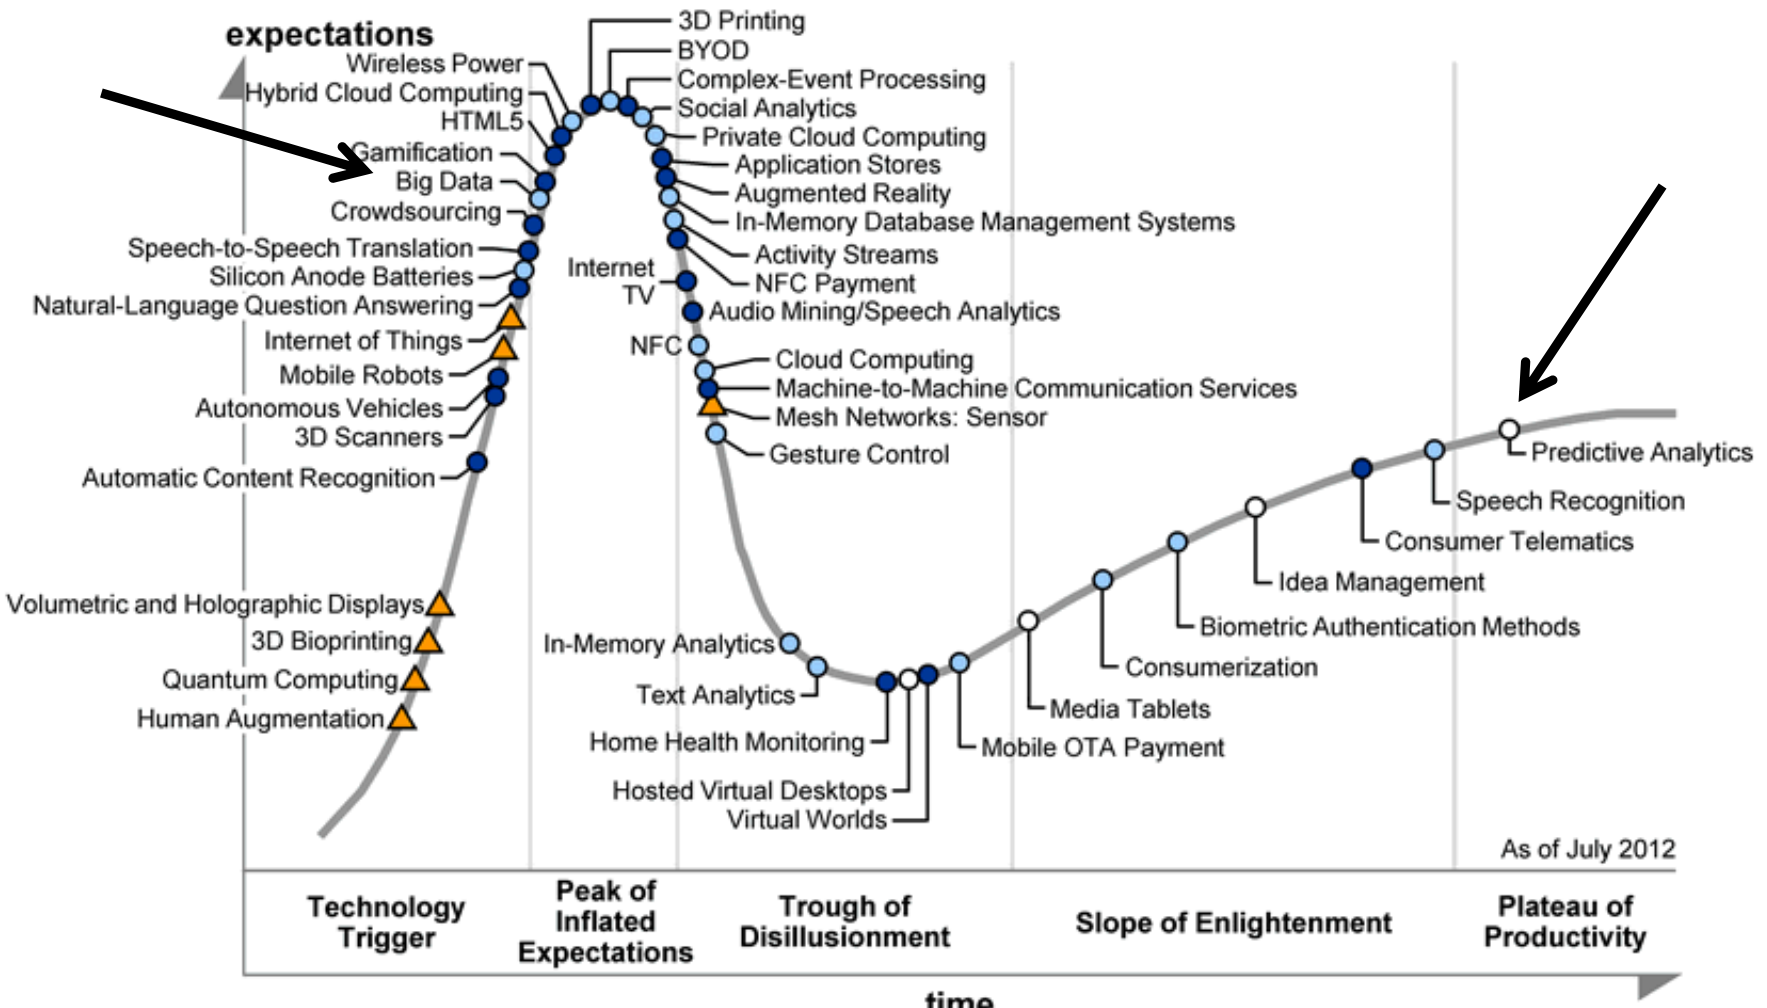 expectations
3D Printing
BYOD
Wireless Power
Complex-Event Processing
Hybrid Cloud Computing
Social Analytics
HTML5
Private Cloud Computing
Gamification
Application Stores
Big Data
Augmented Reality
Crowdsourcing
In-Memory Database Management Systems
Speech-to-Speech Translation
Activity Streams
Silicon Anode Batteries
Internet
TV
NFC Payment
Natural-Language Question Answering
Audio Mining/Speech Analytics
Internet of Things
NFC
Cloud Computing
Mobile Robots
Machine-to-Machine Communication Services
Autonomous Vehicles
Mesh Networks: Sensor
3D Scanners
Gesture Control
Predictive Analytics
Automatic Content Recognition
Speech Recognition
Consumer Telematics
Idea Management
Volumetric and Holographic Displays
Biometric Authentication Methods
3D Bioprinting
In-Memory Analytics
Consumerization
Quantum Computing
Text Analytics
Media Tablets
Human Augmentation
Home Health Monitoring
Mobile OTA Payment
Hosted Virtual Desktops
Virtual Worlds
As of July 2012
Technology
Trigger
Peak of
Inflated
Expectations
Trough of
Disillusionment
Slope of Enlightenment
Plateau of
Productivity
time